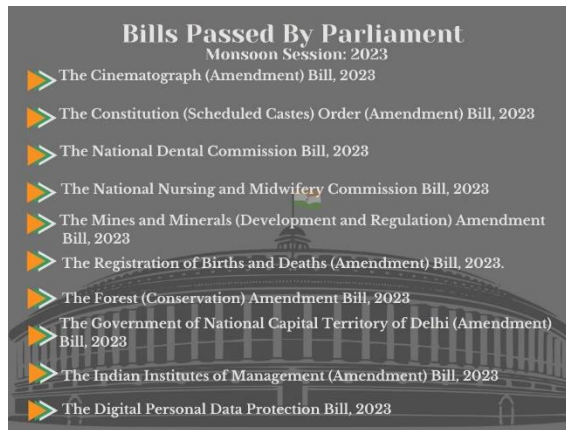 Bills Passed By Parliament
Monsoon Session: 2023
The Cinematograph (Amendment) Bill, 2023
The Constitution (Scheduled Castes) Order (Amendment) Bill, 2023
The National Dental Commission Bill, 2023
The National Nursing and Midwifery Commission Bill, 2023
The Mines and Minerals (Development and Regulation) Amendment
Bill, 2023
The Registration of Births and Deaths (Amendment) Bill, 2023.
The Forest (Conservation) Amendment Bill, 2023
The Government of National Capital Territory of Delhi (Amendment)
Bill, 2023
The Indian Institutes of Management (Amendment) Bill, 2023
The Digital Personal Data Protection Bill, 2023